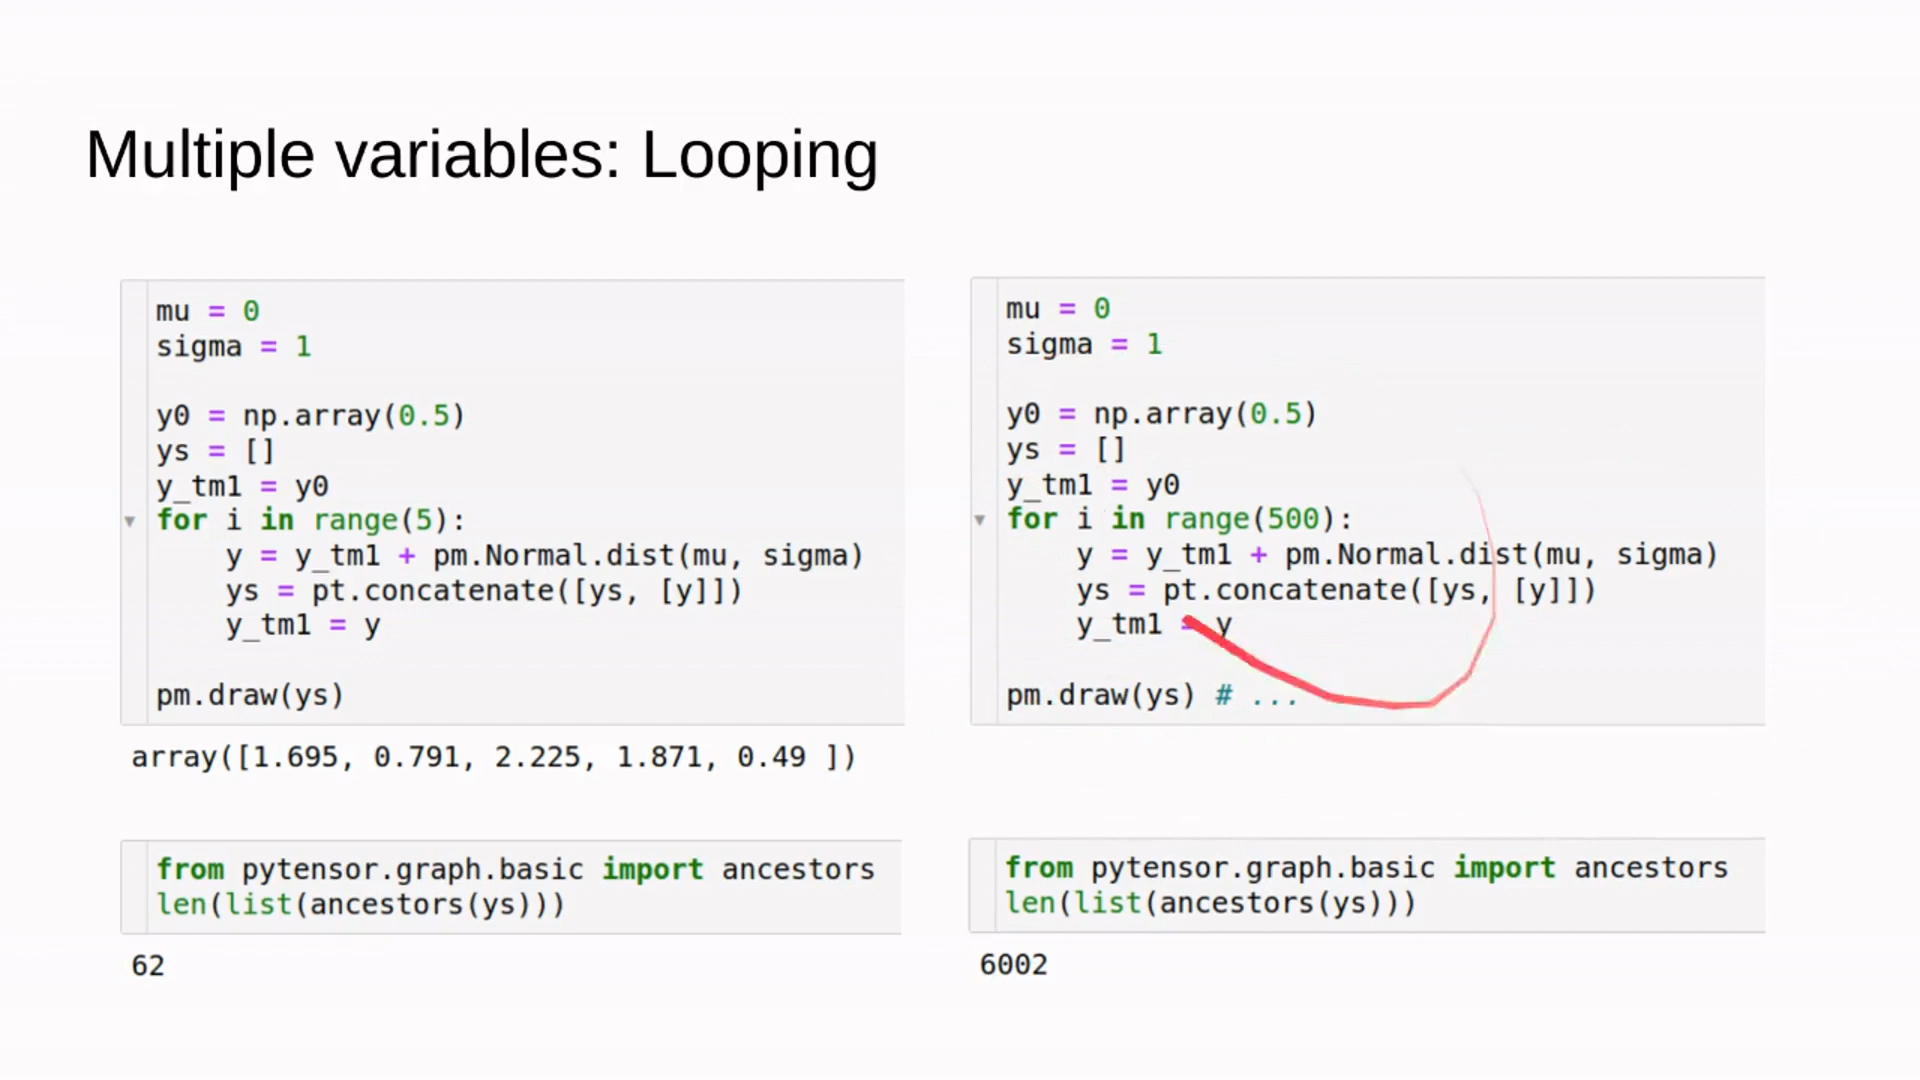 Multiple variables: Looping
mu = 0
sigma = 1
y0 = np.array(0.5)
ys = []
y_tm1 = y0
for i in range(5):
    y = y_tm1 + pm.Normal.dist(mu, sigma)
    ys = pt.concatenate([ys, [y]])
    y_tm1 = y
pm.draw(ys)
array([1.695, 0.791, 2.225, 1.871, 0.49 ])
from pytensor.graph.basic import ancestors
len(list(ancestors(ys)))
62
mu = 0
sigma = 1
y0 = np.array(0.5)
ys = []
y_tm1 = y0
for i in range(500):
    y = y_tm1 + pm.Normal.dist(mu, sigma)
    ys = pt.concatenate([ys, [y]])
    y_tm1 = y
pm.draw(ys) # ...
from pytensor.graph.basic import ancestors
len(list(ancestors(ys)))
6002